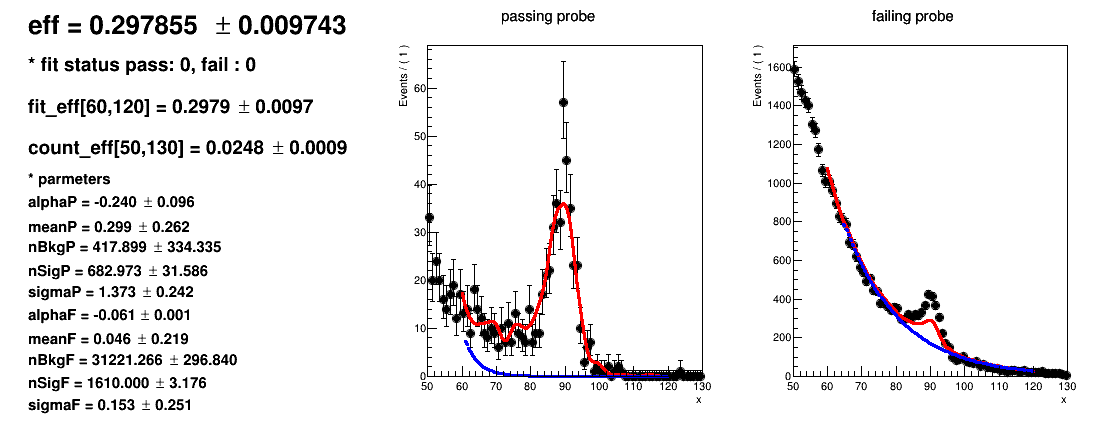 eff = 0.297855 ± 0.009743
* fit status pass: 0, fail : 0
fit_eff[60,120] = 0.2979 ± 0.0097
count_eff[50,130] = 0.0248 ± 0.0009
* parmeters
alphaP = -0.240 ± 0.096
meanP = 0.299 ± 0.262
nBkgP = 417.899 ± 334.335
nSigP = 682.973 ± 31.586
sigmaP = 1.373 ± 0.242
alphaF = -0.061 ± 0.001
meanF = 0.046 ± 0.219
nBkgF = 31221.266 ± 296.840
nSigF = 1610.000 ± 3.176
sigmaF = 0.153 ± 0.251
passing probe
Events / ( 1 )
60
50
40
30
20
10
0
50 60 70 80 90 100 110 120 130
x
failing probe
Events / ( 1 )
1600
1400
1200
1000
800
600
400
200
0
50 60 70 80 90 100 110 120 130
x